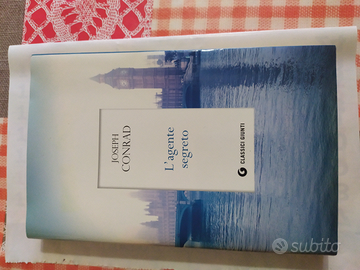 JOSEPH
CONRAD
L'agente
segreto
G CLASSICI GIUNTI
subito